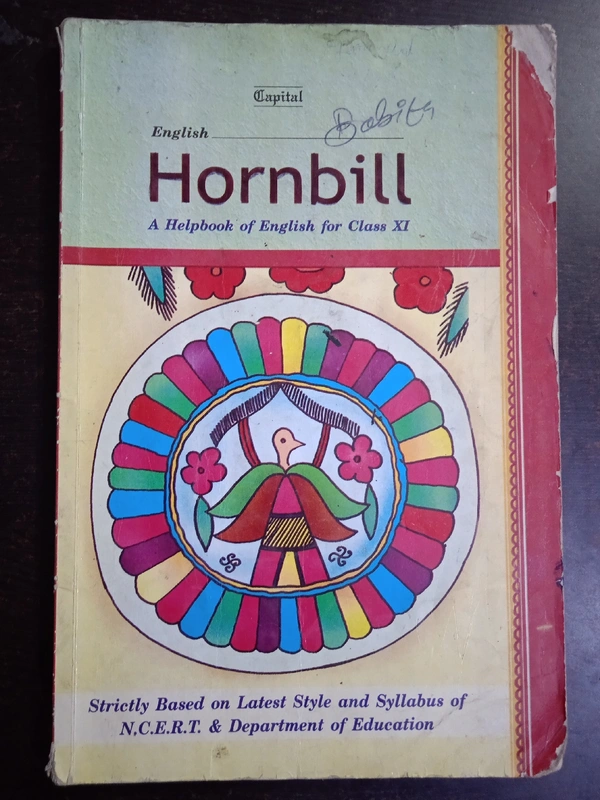 Capital
Babita
English
Hornbill
A Helpbook of English for Class XI
Strictly Based on Latest Style and Syllabus of
N.C.E.R.T. & Department of Education